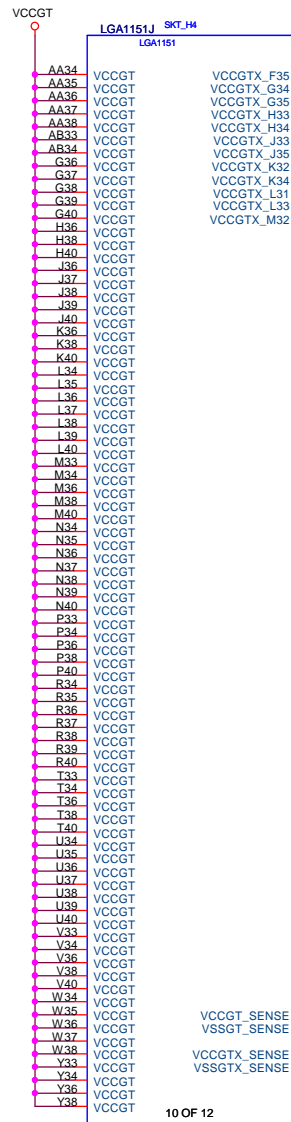 VCCGT
LGA1151J SKT_H4
LGA1151
AA34 VCCGT VCCGTX_F35
AA35 VCCGT VCCGTX_G34
AA36 VCCGT VCCGTX_G35
AA37 VCCGT VCCGTX_H33
AA38 VCCGT VCCGTX_H34
AB33 VCCGT VCCGTX_J33
AB34 VCCGT VCCGTX_J35
G36 VCCGT VCCGTX_K32
G37 VCCGT VCCGTX_K34
G38 VCCGT VCCGTX_L31
G39 VCCGT VCCGTX_L33
G40 VCCGT VCCGTX_M32
H36 VCCGT
H38 VCCGT
H40 VCCGT
J36 VCCGT
J37 VCCGT
J38 VCCGT
J39 VCCGT
J40 VCCGT
K36 VCCGT
K38 VCCGT
K40 VCCGT
L34 VCCGT
L35 VCCGT
L36 VCCGT
L37 VCCGT
L38 VCCGT
L39 VCCGT
L40 VCCGT
M33 VCCGT
M34 VCCGT
M36 VCCGT
M38 VCCGT
M40 VCCGT
N34 VCCGT
N35 VCCGT
N36 VCCGT
N37 VCCGT
N38 VCCGT
N39 VCCGT
N40 VCCGT
P33 VCCGT
P34 VCCGT
P36 VCCGT
P38 VCCGT
P40 VCCGT
R34 VCCGT
R35 VCCGT
R36 VCCGT
R37 VCCGT
R38 VCCGT
R39 VCCGT
R40 VCCGT
T33 VCCGT
T34 VCCGT
T36 VCCGT
T38 VCCGT
T40 VCCGT
U34 VCCGT
U35 VCCGT
U36 VCCGT
U37 VCCGT
U38 VCCGT
U39 VCCGT
U40 VCCGT
V33 VCCGT
V34 VCCGT
V36 VCCGT
V38 VCCGT
V40 VCCGT
W34 VCCGT
W35 VCCGT VCCGT_SENSE
W36 VCCGT VSSGT_SENSE
W37 VCCGT
W38 VCCGT VCCGTX_SENSE
Y33 VCCGT VSSGTX_SENSE
Y34 VCCGT
Y36 VCCGT
Y38 VCCGT
10 OF 12